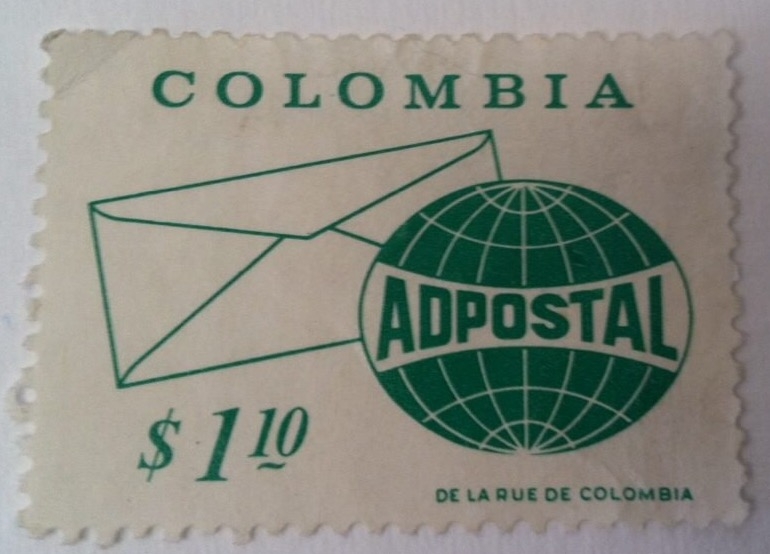 COLOMBIA
ADPOSTAL
$ 1 10
DE LA RUE DE COLOMBIA